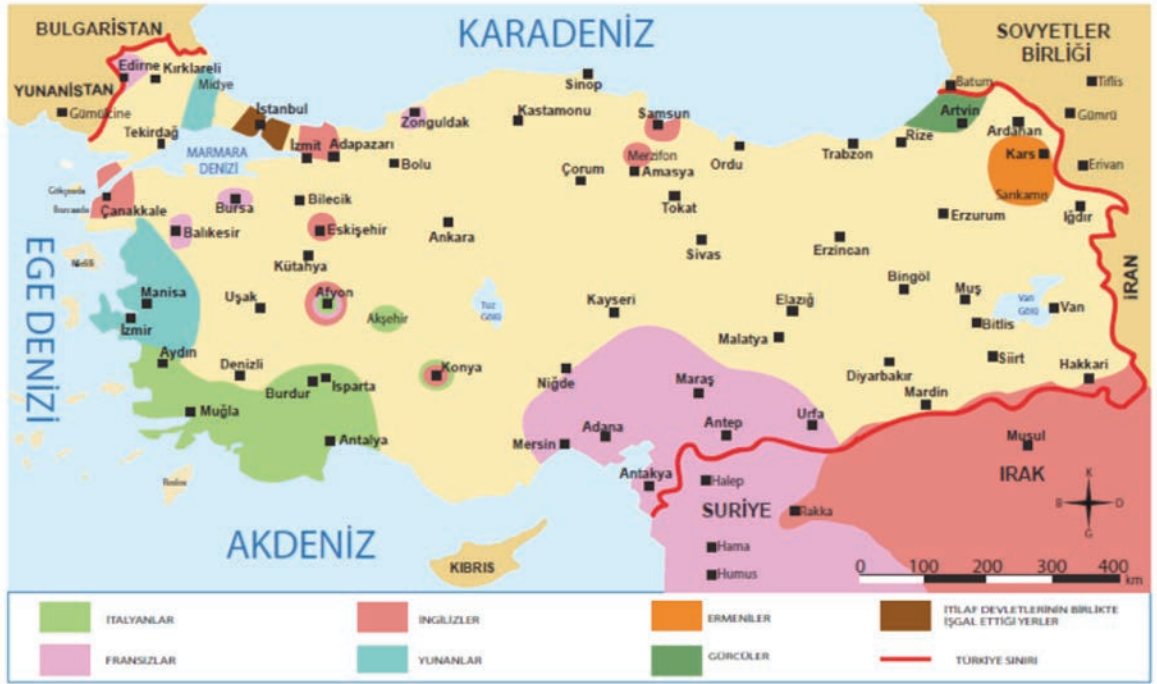 BULGARİSTAN
KARADENİZ
SOVYETLER
BİRLİĞİ
Edirne
Kırklareli
YUNANİSTAN
Midye
Gümülcine
İstanbul
Tekirdağ
MARMARA
DENİZİ
İzmit
Adapazarı
Zonguldak
Bolu
Kastamonu
Sinop
Samsun
Merzifon
Amasya
Çorum
Tokat
Ordu
Trabzon
Rize
Batum
Artvin
Ardahan
Tiflis
Gümrü
Kars
Erivan
Sarıkamış
Iğdır
Erzurum
Gökçeada
Bozcaada
Çanakkale
Bursa
Bilecik
Balıkesir
Eskişehir
Ankara
Kütahya
Sivas
Erzincan
EGE DENİZİ
Midilli
Manisa
İzmir
Uşak
Afyon
Akşehir
Tuz
Gölü
Kayseri
Elazığ
Malatya
Bingöl
Muş
Bitlis
Van
Gölü
Van
İRAN
Siirt
Hakkari
Aydın
Denizli
Burdur
Isparta
Konya
Niğde
Maraş
Diyarbakır
Mardin
Muğla
Antalya
Mersin
Adana
Antep
Urfa
Antakya
Musul
IRAK
Rodos
Halep
SURİYE
Rakka
K
B
D
G
AKDENİZ
KIBRIS
Hama
Humus
0 100 200 300 400
km
İTALYANLAR
İNGİLİZLER
ERMENİLER
İTİLAF DEVLETLERİNİN BİRLİKTE
İŞGAL ETTİĞİ YERLER
FRANSIZLAR
YUNANLAR
GÜRCÜLER
TÜRKİYE SINIRI